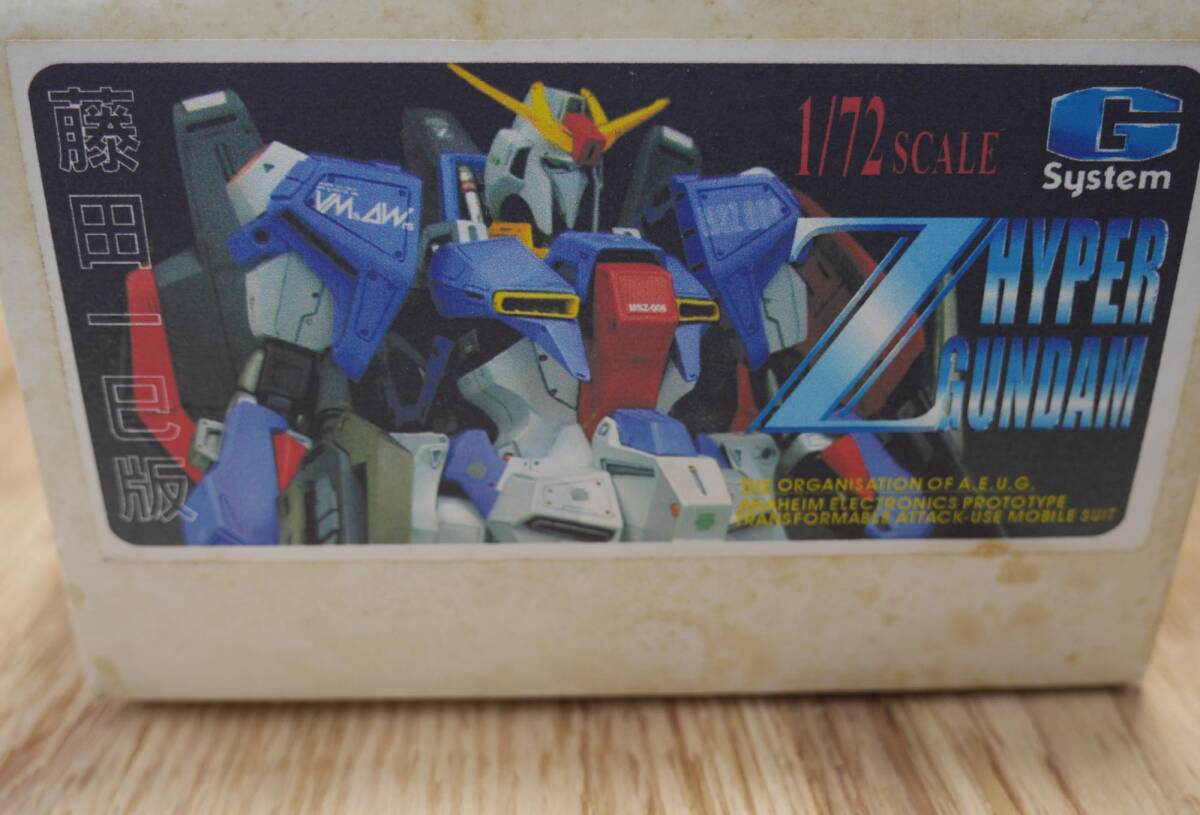 藤田一巳版
1/72 SCALE
G
System
Z HYPER
GUNDAM
MSZ-006
THE ORGANISATION OF A.E.U.G.
ANAHEIM ELECTRONICS PROTOTYPE
TRANSFORMABLE ATTACK-USE MOBILE SUIT